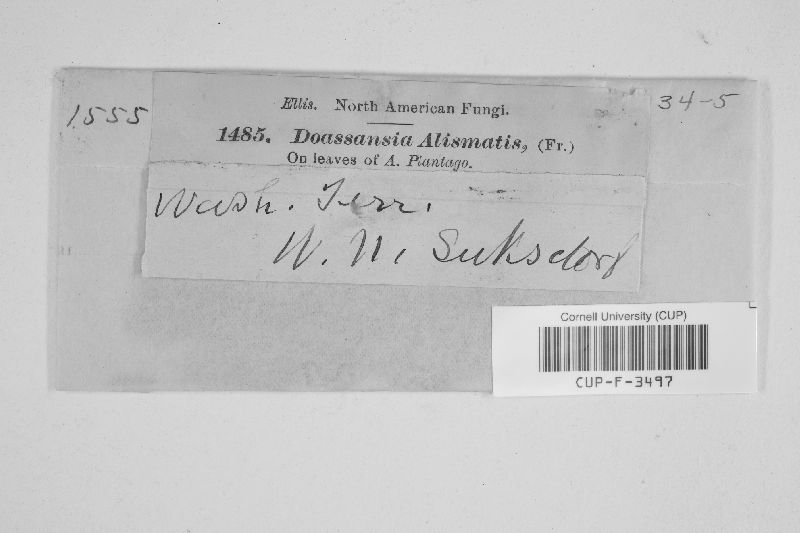 1555
34-5
Ellis. North American Fungi.
1485. Doassansia Alismatis, (Fr.)
On leaves of A. Plantago.
Wash. Terr.
W. N. Suksdorf
Cornell University (CUP)
CUP-F-3497